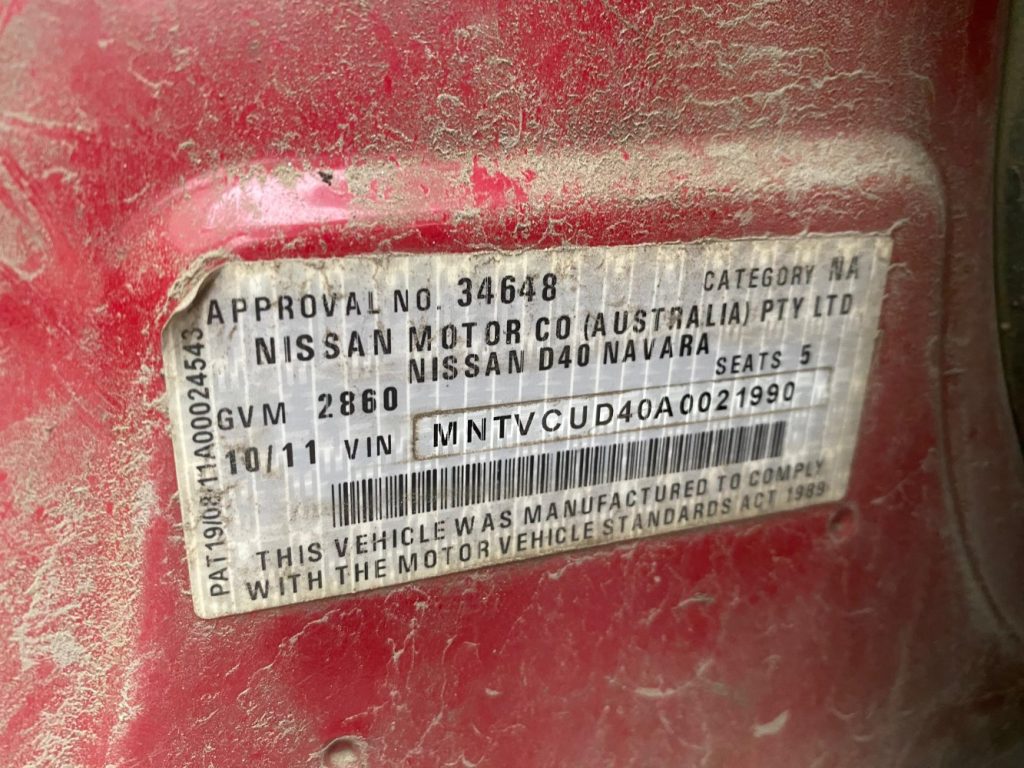 APPROVAL NO. 34648 CATEGORY NA
NISSAN MOTOR CO (AUSTRALIA) PTY LTD
NISSAN D40 NAVARA
GVM 2860 SEATS 5
10/11 VIN MNTVCUD40A0021990
THIS VEHICLE WAS MANUFACTURED TO COMPLY
WITH THE MOTOR VEHICLE STANDARDS ACT 1989
PAT19/08/11A00024543